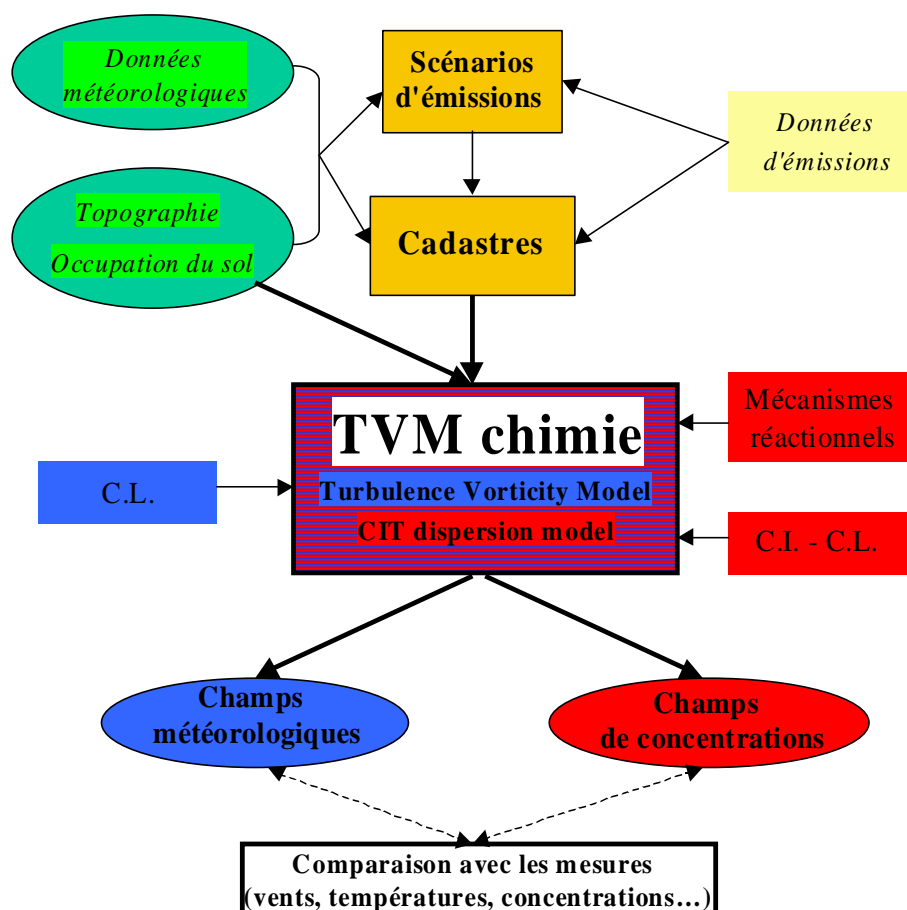 Données
météorologiques
Scénarios
d'émissions
Données
d'émissions
Topographie
Occupation du sol
Cadastres
TVM chimie
Turbulence Vorticity Model
CIT dispersion model
Mécanismes
réactionnels
C.L.
C.I. - C.L.
Champs
météorologiques
Champs
de concentrations
Comparaison avec les mesures
(vents, températures, concentrations…)